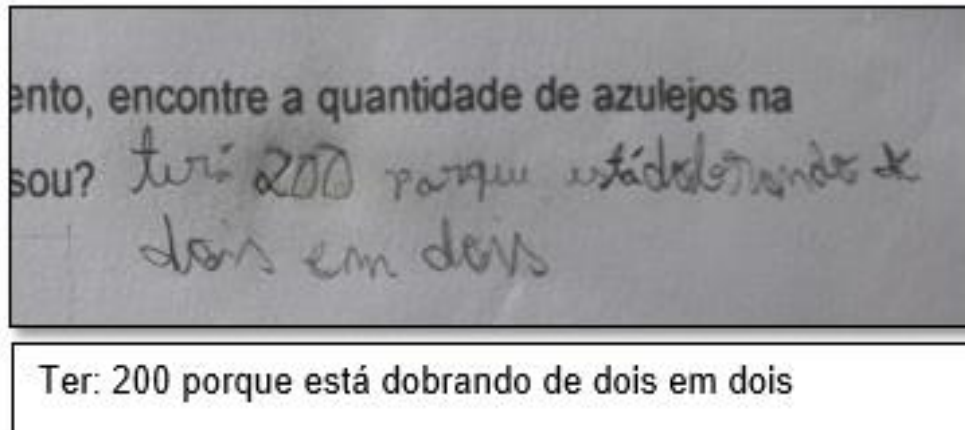 ento, encontre a quantidade de azulejos na
sou? terá 200 porque está dobrando de
dois em dois
Ter: 200 porque está dobrando de dois em dois